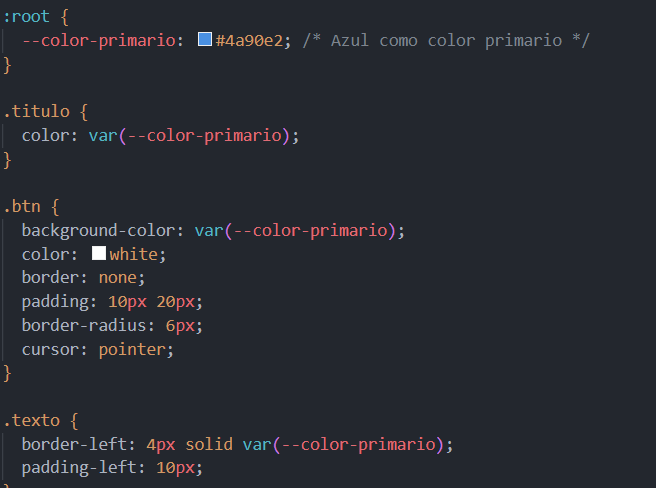 :root {
  --color-primario: #4a90e2; /* Azul como color primario */
}

.titulo {
  color: var(--color-primario);
}

.btn {
  background-color: var(--color-primario);
  color: white;
  border: none;
  padding: 10px 20px;
  border-radius: 6px;
  cursor: pointer;
}

.texto {
  border-left: 4px solid var(--color-primario);
  padding-left: 10px;
}